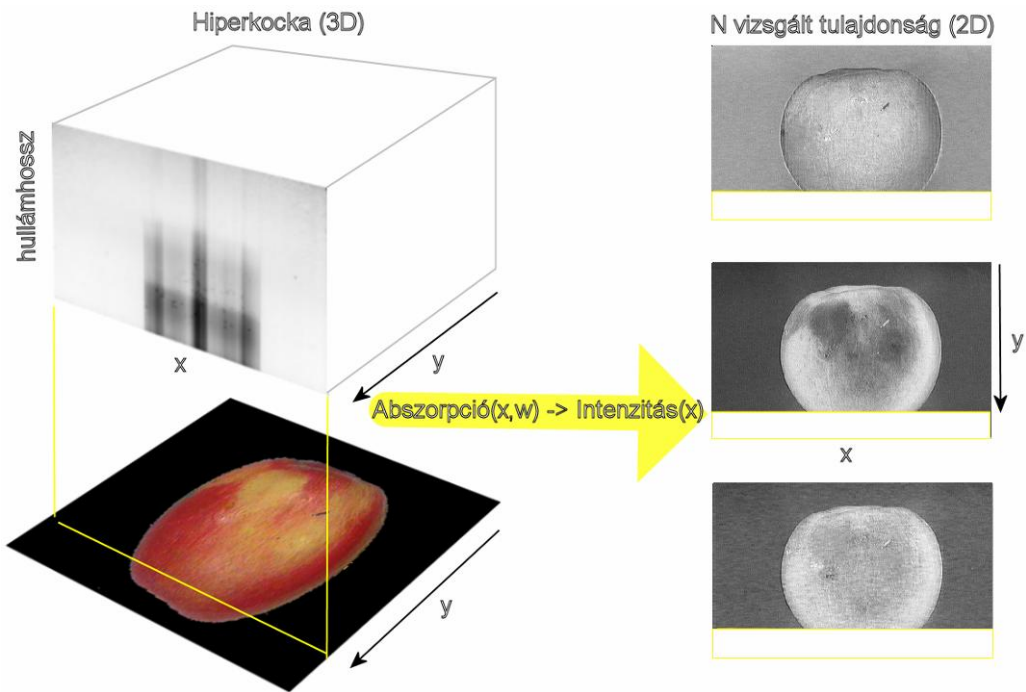 Hiperkocka (3D)
N vizsgált tulajdonság (2D)
hullámhossz
x
y
Abszorpció(x,w) -> Intenzitás(x)
y
x
y